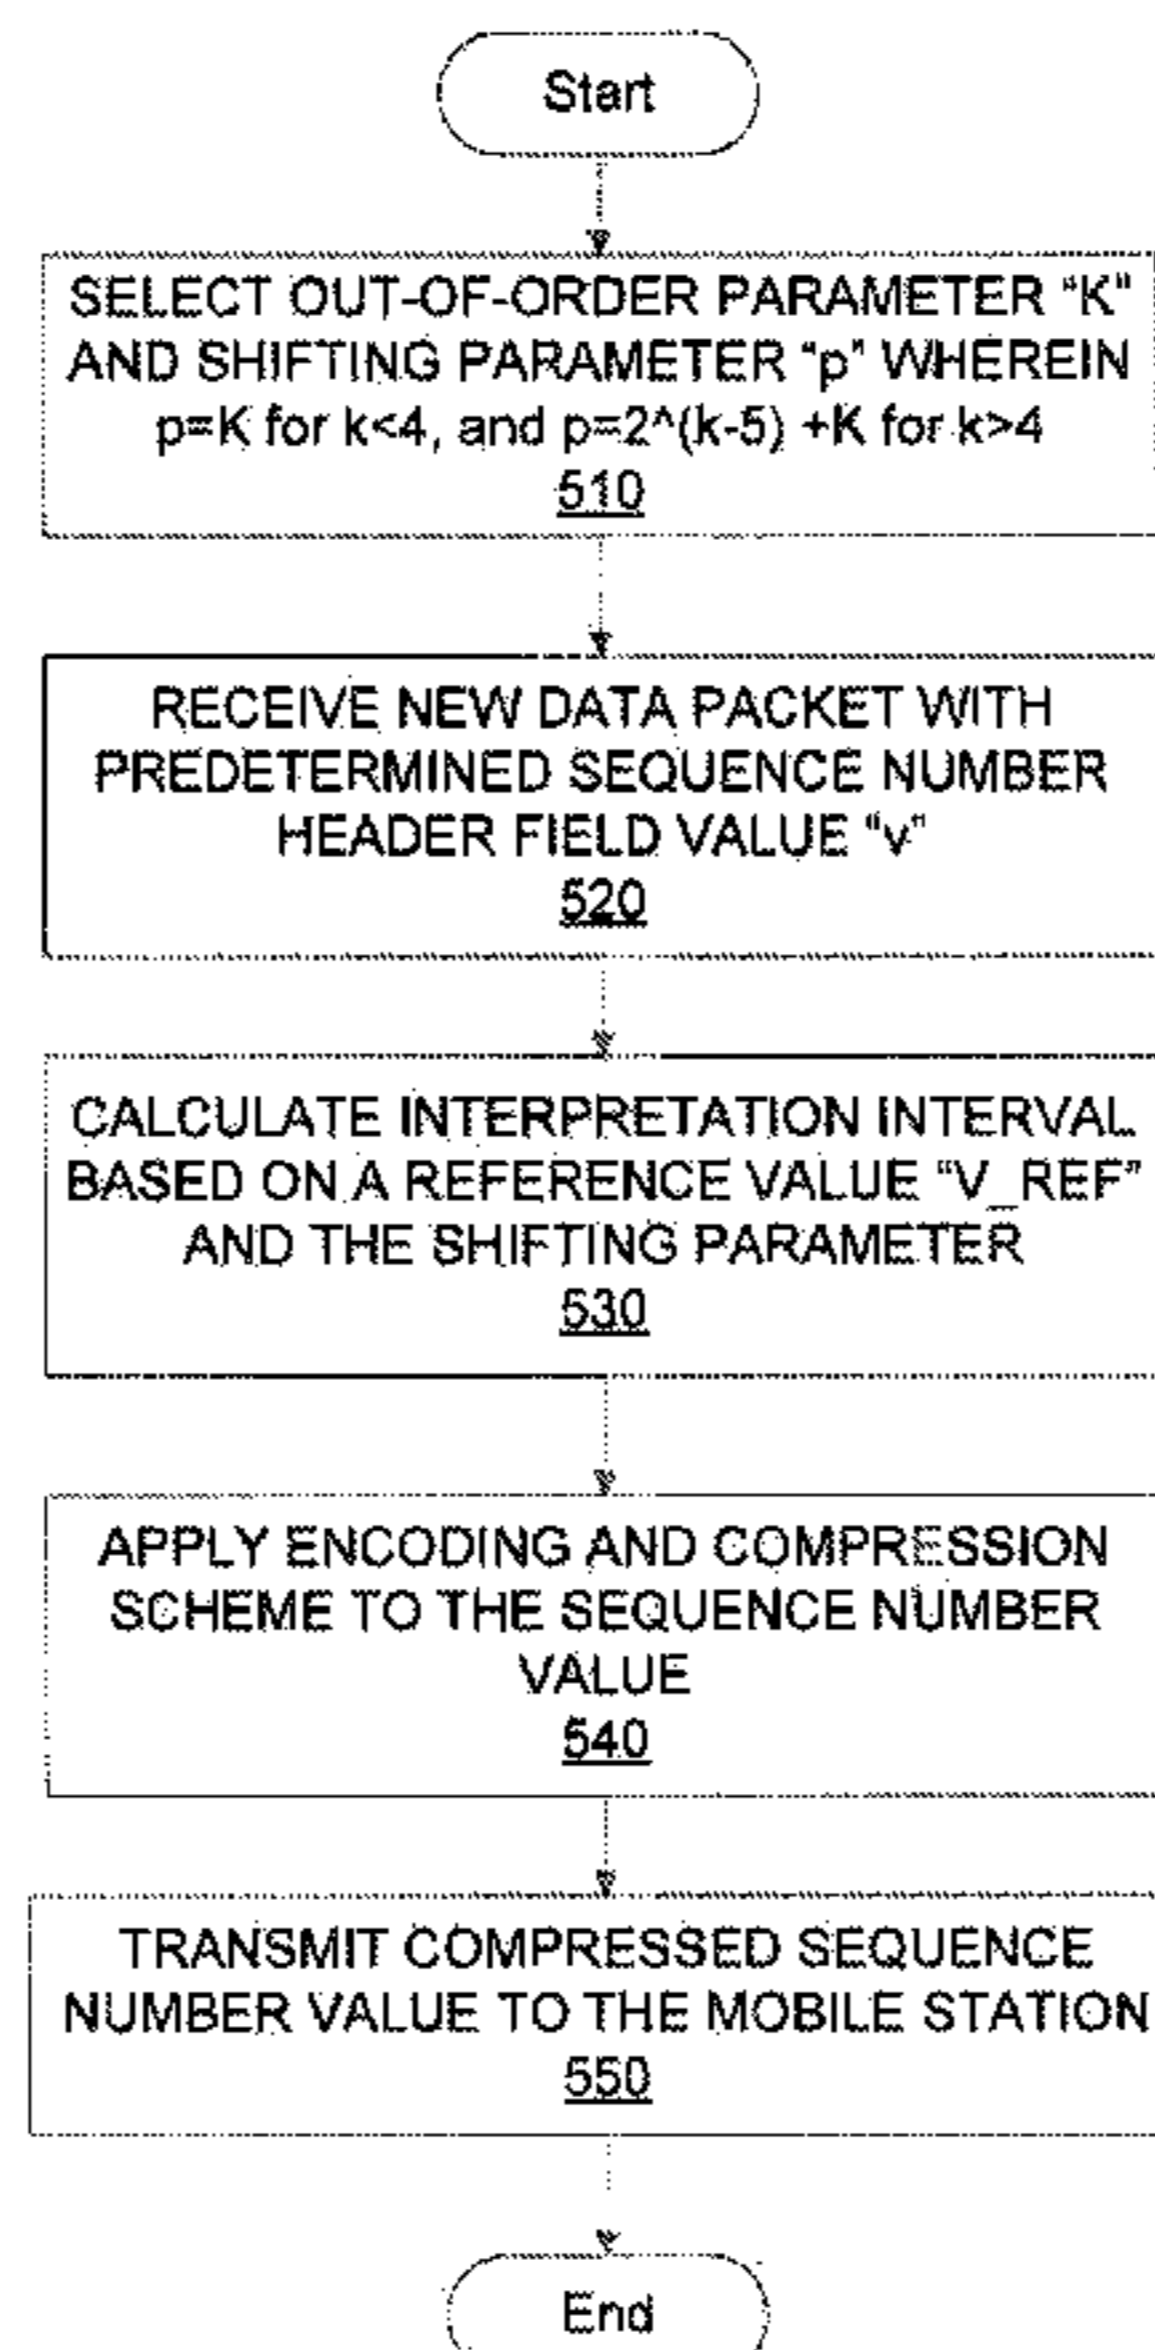 Start
SELECT OUT-OF-ORDER PARAMETER “K”
AND SHIFTING PARAMETER “p” WHEREIN
p=K for k<4, and p=2^(k-5) +K for k>4
510
RECEIVE NEW DATA PACKET WITH
PREDETERMINED SEQUENCE NUMBER
HEADER FIELD VALUE “v”
520
CALCULATE INTERPRETATION INTERVAL
BASED ON A REFERENCE VALUE “V_REF”
AND THE SHIFTING PARAMETER
530
APPLY ENCODING AND COMPRESSION
SCHEME TO THE SEQUENCE NUMBER
VALUE
540
TRANSMIT COMPRESSED SEQUENCE
NUMBER VALUE TO THE MOBILE STATION
550
End